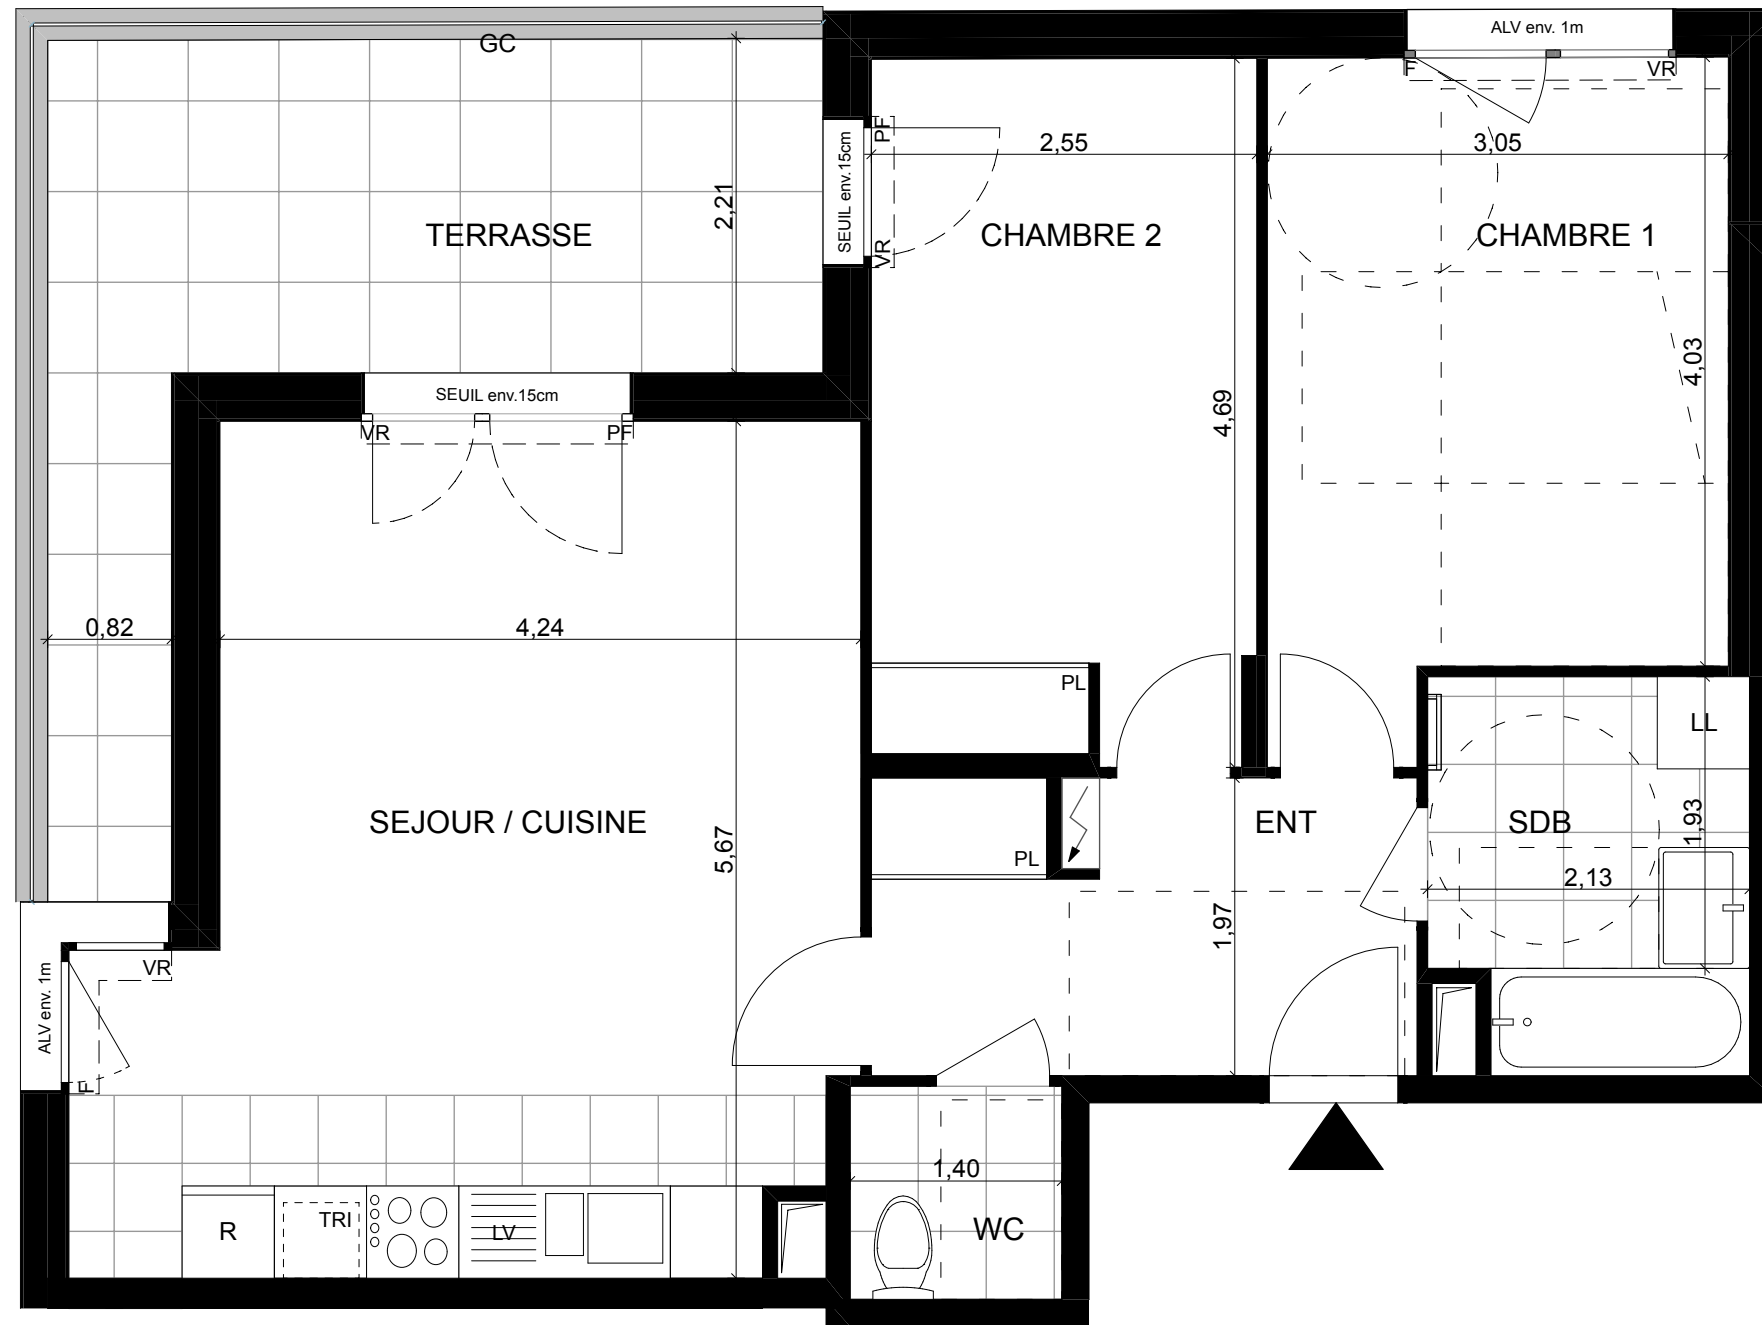 GC
ALV env. 1m
F
VR
PF
SEUIL env.15cm
VR
2,55
3,05
2,21
TERRASSE
CHAMBRE 2
CHAMBRE 1
4,03
4,69
SEUIL env.15cm
VR
PF
0,82
4,24
PL
LL
SEJOUR / CUISINE
5,67
ENT
SDB
1,93
PL
2,13
1,97
VR
ALV env. 1m
F
1,40
R
TRI
LV
WC